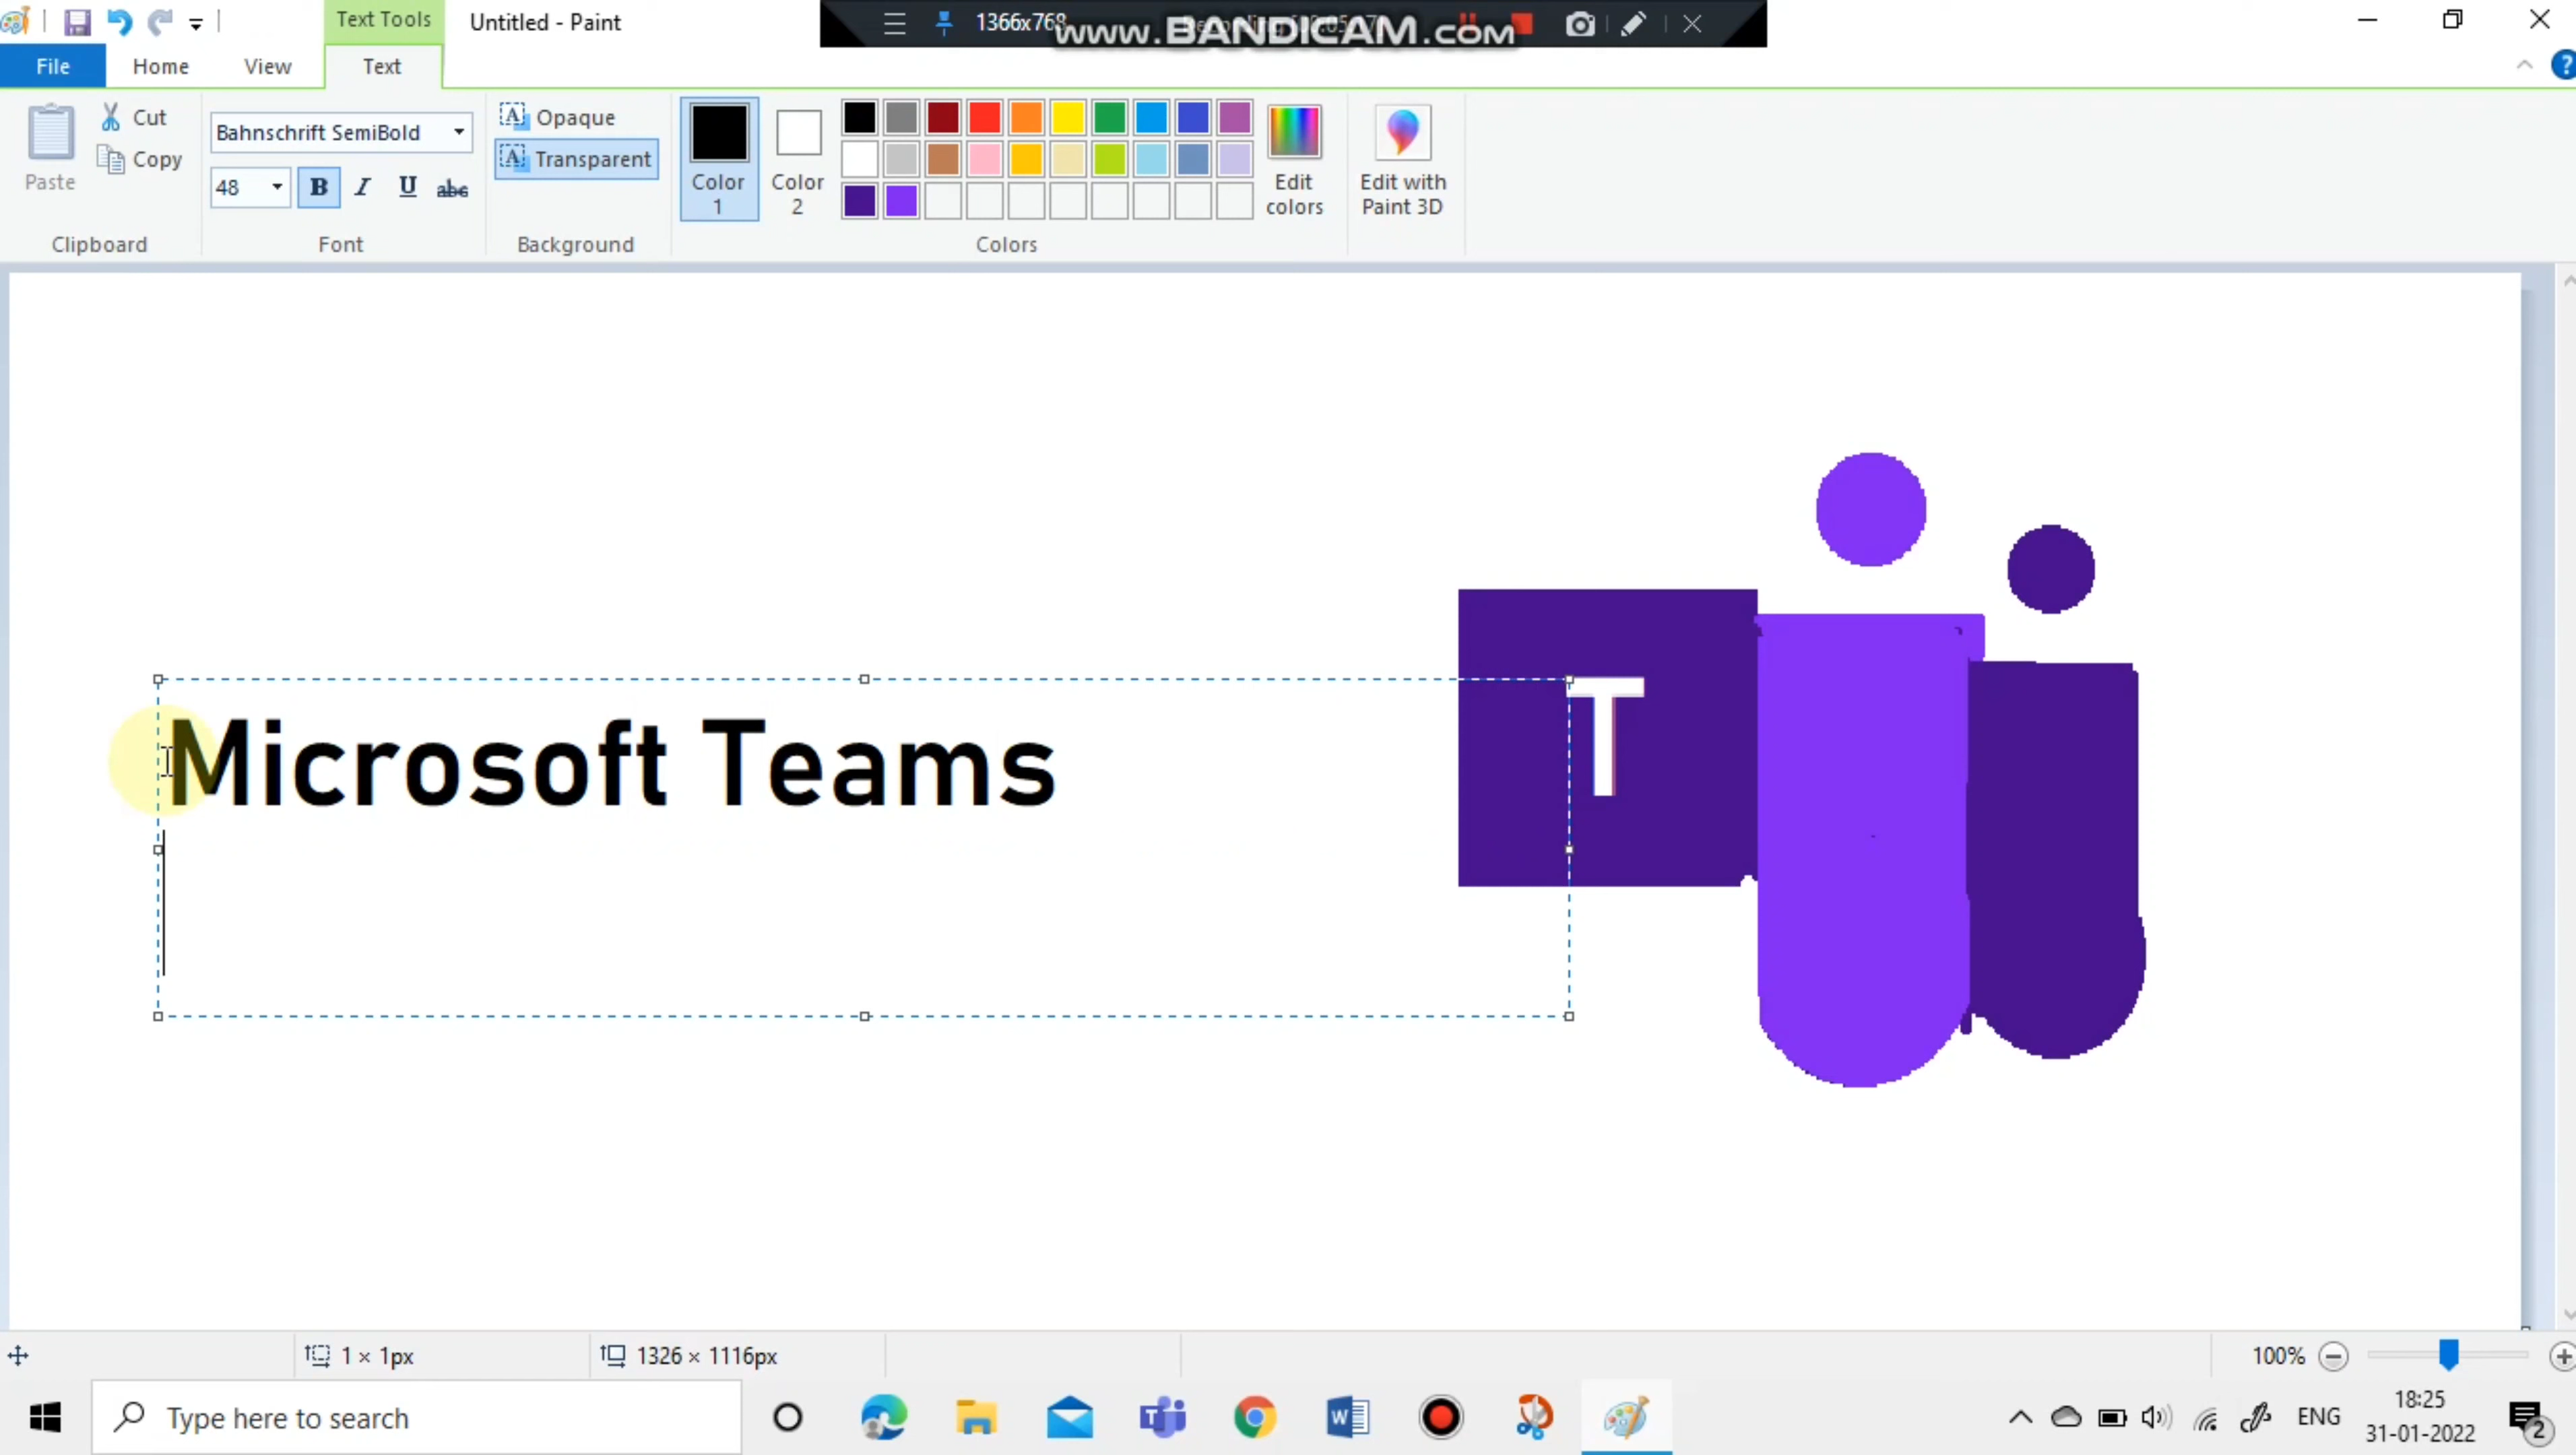 Text Tools
Untitled - Paint
1366x768
www.BANDICAM.com
File
Home
View
Text
Paste
Cut
Copy
Clipboard
Bahnschrift SemiBold
48
B
I
U
abc
Font
Opaque
Transparent
Background
Color
1
Color
2
Edit
colors
Colors
Edit with
Paint 3D
T
Microsoft Teams
1 × 1px
1326 × 1116px
100%
Type here to search
ENG
18:25
31-01-2022
2